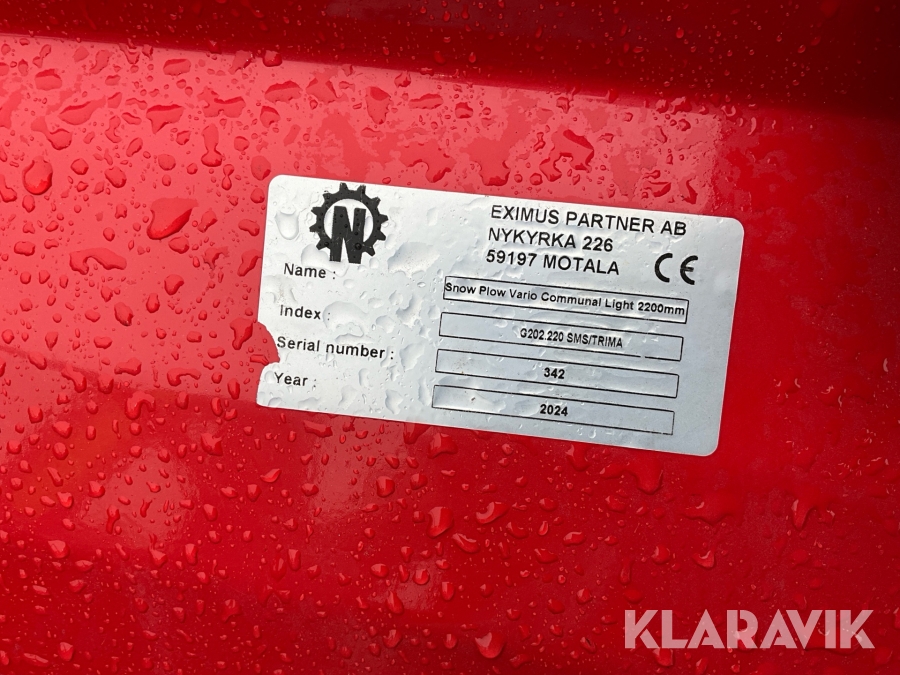 N
EXIMUS PARTNER AB
NYKYRKA 226
59197 MOTALA
CE
Name : Snow Plow Vario Communal Light 2200mm
Index : G202.220 SMS/TRIMA
Serial number : 342
Year : 2024
KLARAVIK